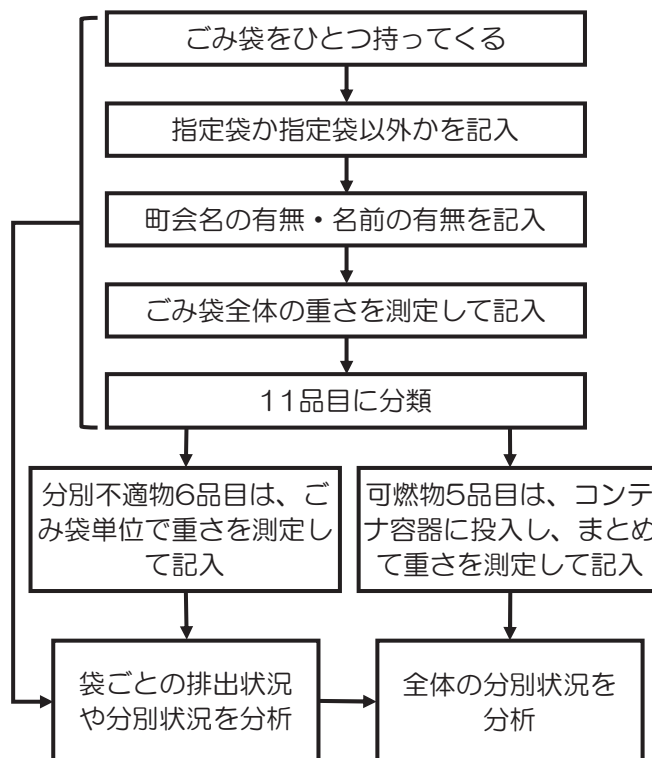 ごみ袋をひとつ持ってくる
指定袋か指定袋以外かを記入
町会名の有無・名前の有無を記入
ごみ袋全体の重さを測定して記入
11品目に分類
分別不適物6品目は、ご
み袋単位で重さを測定し
て記入
可燃物5品目は、コンテ
ナ容器に投入し、まとめ
て重さを測定して記入
袋ごとの排出状況
や分別状況を分析
全体の分別状況を
分析